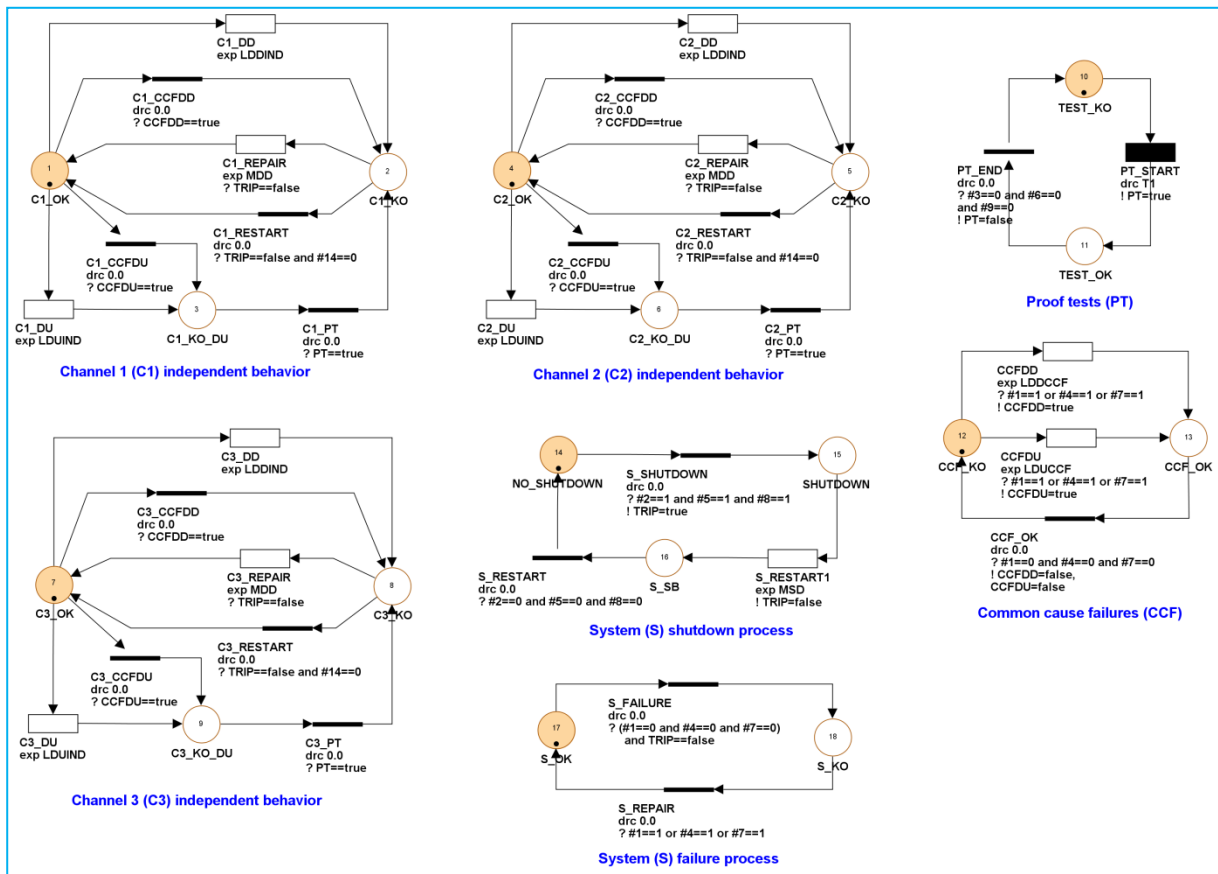 C1_DD
exp LDDIND
C1_CCFDD
drc 0.0
? CCFDD==true
C1_REPAIR
exp MDD
? TRIP==false
1
C1_OK
2
C1_KO
C1_RESTART
drc 0.0
? TRIP==false and #14==0
C1_CCFDU
drc 0.0
? CCFDU==true
C1_DU
exp LDUIND
3
C1_KO_DU
C1_PT
drc 0.0
? PT==true
Channel 1 (C1) independent behavior
C2_DD
exp LDDIND
C2_CCFDD
drc 0.0
? CCFDD==true
C2_REPAIR
exp MDD
? TRIP==false
4
C2_OK
5
C2_KO
C2_RESTART
drc 0.0
? TRIP==false and #14==0
C2_CCFDU
drc 0.0
? CCFDU==true
C2_DU
exp LDUIND
6
C2_KO_DU
C2_PT
drc 0.0
? PT==true
Channel 2 (C2) independent behavior
10
TEST_KO
PT_END
drc 0.0
? #3==0 and #6==0
and #9==0
! PT=false
PT_START
drc T1
! PT=true
11
TEST_OK
Proof tests (PT)
CCFDD
exp LDDCCF
? #1==1 or #4==1 or #7==1
! CCFDD=true
12
CCF_KO
13
CCF_OK
CCFDU
exp LDUCCF
? #1==1 or #4==1 or #7==1
! CCFDU=true
CCF_OK
drc 0.0
? #1==0 and #4==0 and #7==0
! CCFDD=false,
CCFDU=false
Common cause failures (CCF)
C3_DD
exp LDDIND
C3_CCFDD
drc 0.0
? CCFDD==true
C3_REPAIR
exp MDD
? TRIP==false
7
C3_OK
8
C3_KO
C3_RESTART
drc 0.0
? TRIP==false and #14==0
C3_CCFDU
drc 0.0
? CCFDU==true
C3_DU
exp LDUIND
9
C3_KO_DU
C3_PT
drc 0.0
? PT==true
Channel 3 (C3) independent behavior
14
NO_SHUTDOWN
S_SHUTDOWN
drc 0.0
? #2==1 and #5==1 and #8==1
! TRIP=true
15
SHUTDOWN
S_RESTART
drc 0.0
? #2==0 and #5==0 and #8==0
16
S_SB
S_RESTART1
exp MSD
! TRIP=false
System (S) shutdown process
S_FAILURE
drc 0.0
? (#1==0 and #4==0 and #7==0)
and TRIP==false
17
S_OK
18
S_KO
S_REPAIR
drc 0.0
? #1==1 or #4==1 or #7==1
System (S) failure process